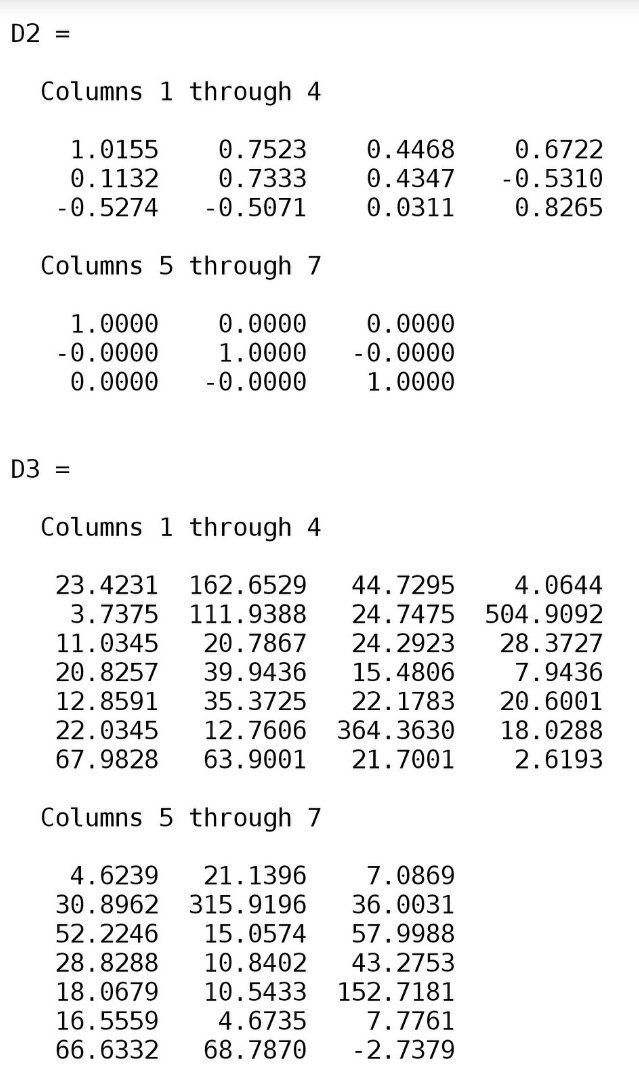 D2 =
Columns 1 through 4
1.0155 0.7523 0.4468 0.6722
0.1132 0.7333 0.4347 -0.5310
-0.5274 -0.5071 0.0311 0.8265
Columns 5 through 7
1.0000 0.0000 0.0000
-0.0000 1.0000 -0.0000
0.0000 -0.0000 1.0000
D3 =
Columns 1 through 4
23.4231 162.6529 44.7295 4.0644
3.7375 111.9388 24.7475 504.9092
11.0345 20.7867 24.2923 28.3727
20.8257 39.9436 15.4806 7.9436
12.8591 35.3725 22.1783 20.6001
22.0345 12.7606 364.3630 18.0288
67.9828 63.9001 21.7001 2.6193
Columns 5 through 7
4.6239 21.1396 7.0869
30.8962 315.9196 36.0031
52.2246 15.0574 57.9988
28.8288 10.8402 43.2753
18.0679 10.5433 152.7181
16.5559 4.6735 7.7761
66.6332 68.7870 -2.7379